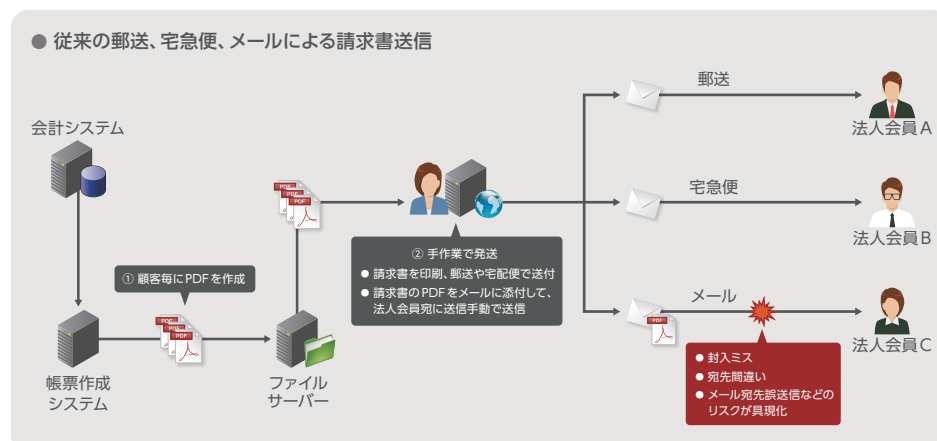 ● 従来の郵送、宅急便、メールによる請求書送信
会計システム
① 顧客毎にPDFを作成
帳票作成
システム
PDF
PDF
PDF
ファイル
サーバー
PDF
PDF
PDF
② 手作業で発送
● 請求書を印刷、郵送や宅配便で送付
● 請求書のPDFをメールに添付して、
法人会員宛に送信手動で送信
郵送
法人会員A
宅急便
法人会員B
メール
PDF
法人会員C
● 封入ミス
● 宛先間違い
● メール宛先誤送信などの
リスクが具現化